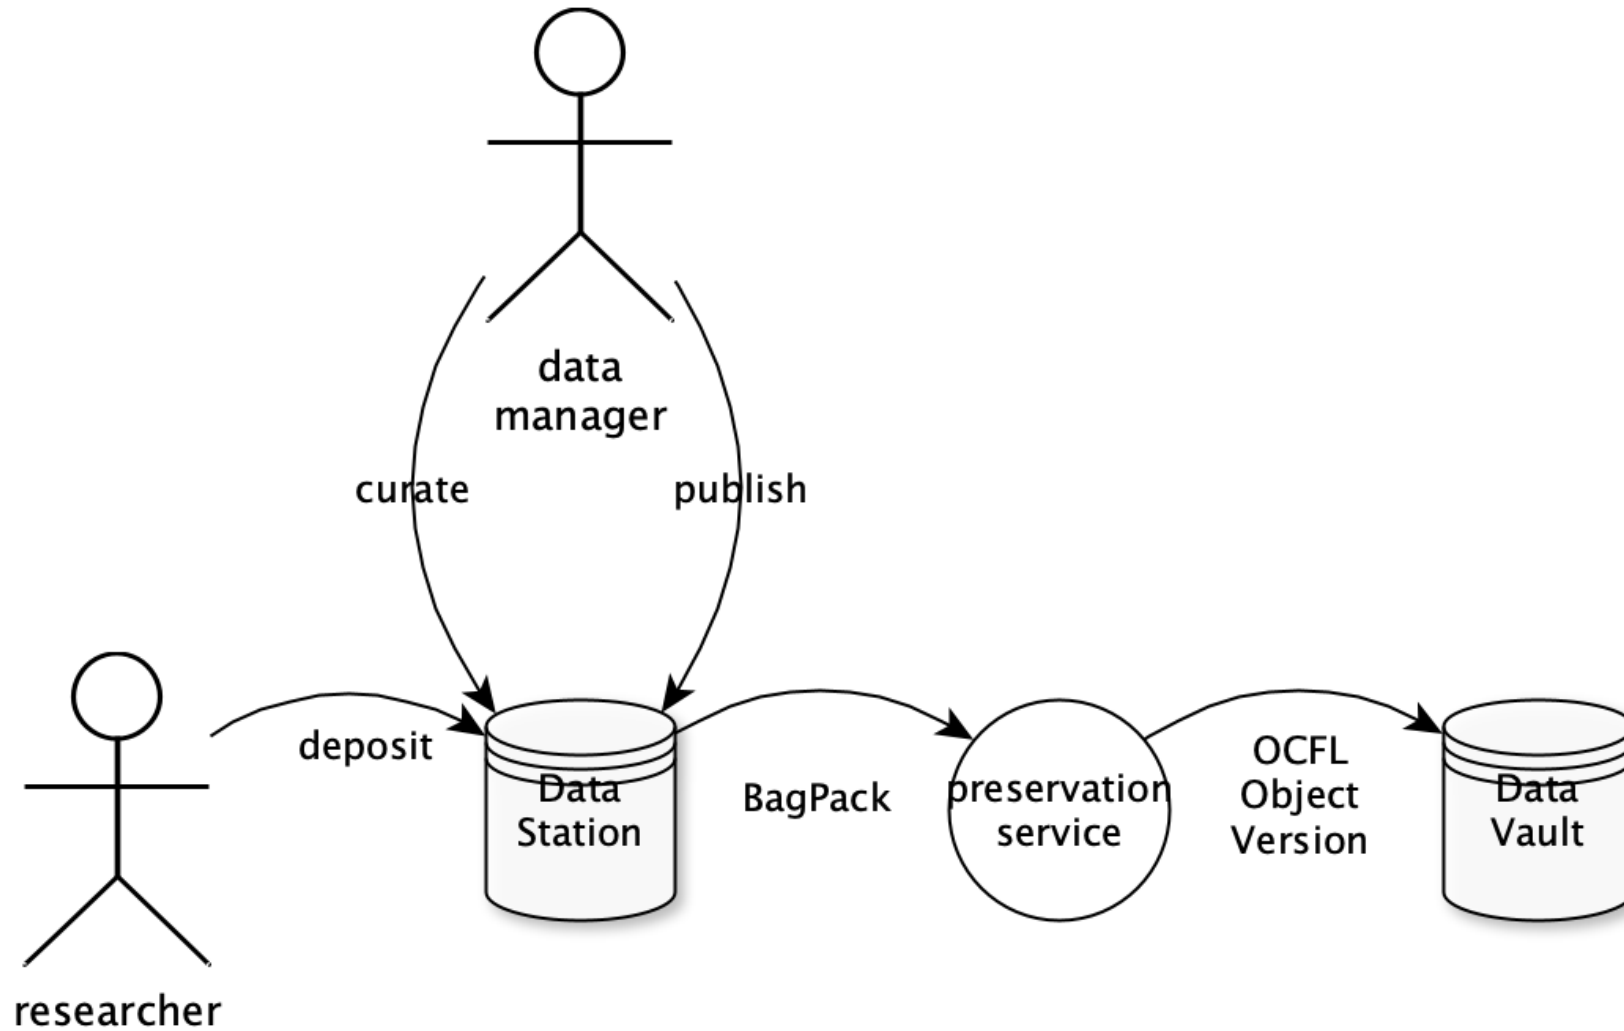 data
manager
curate
publish
deposit
Data
Station
BagPack
preservation
service
OCFL
Object
Version
Data
Vault
researcher